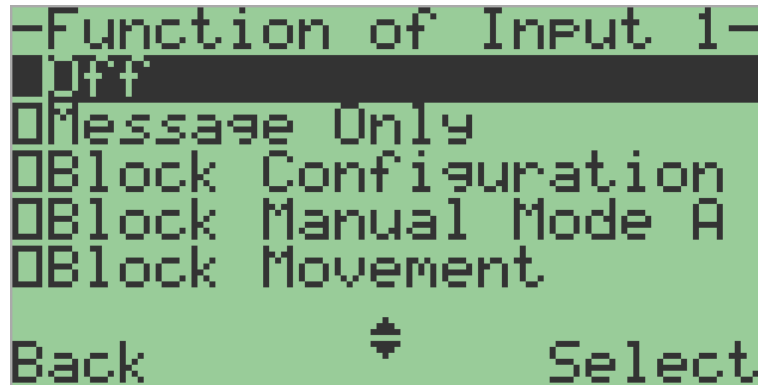 -Function of Input 1-
Off
Message Only
Block Configuration
Block Manual Mode A
Block Movement
Back Select